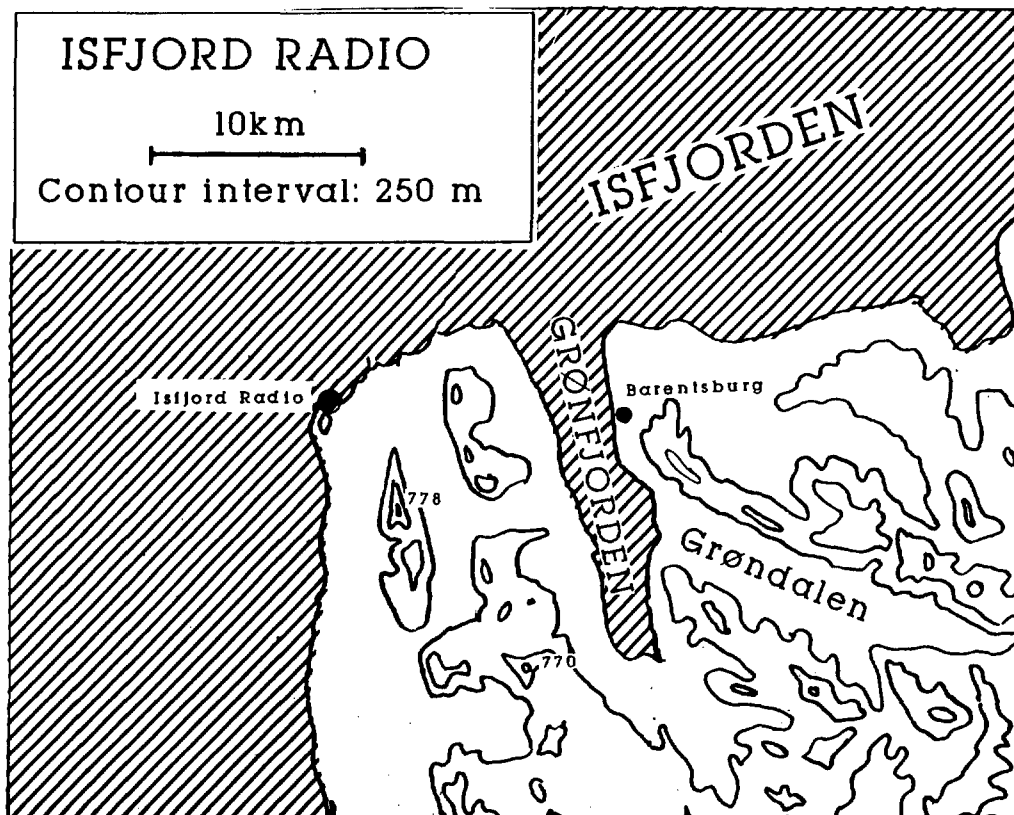 ISFJORD RADIO
10km
Contour interval: 250 m
ISFJORDEN
GRØNFJORDEN
Isfjord Radio
Barentsburg
778
Grøndalen
770